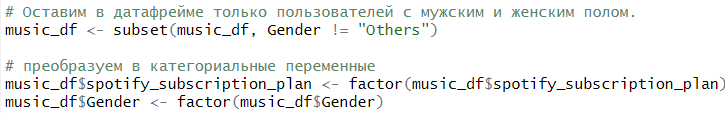 # Оставим в датафрейме только пользователей с мужским и женским полом.
music_df <- subset(music_df, Gender != "Others")
# преобразуем в категориальные переменные
music_df$spotify_subscription_plan <- factor(music_df$spotify_subscription_plan)
music_df$Gender <- factor(music_df$Gender)